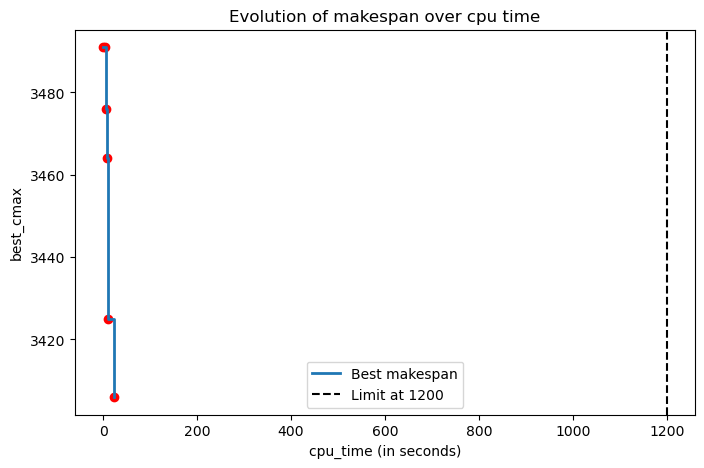 Evolution of makespan over cpu time
best_cmax
3480
3460
3440
3420
Best makespan
Limit at 1200
0
200
400
600
800
1000
1200
cpu_time (in seconds)